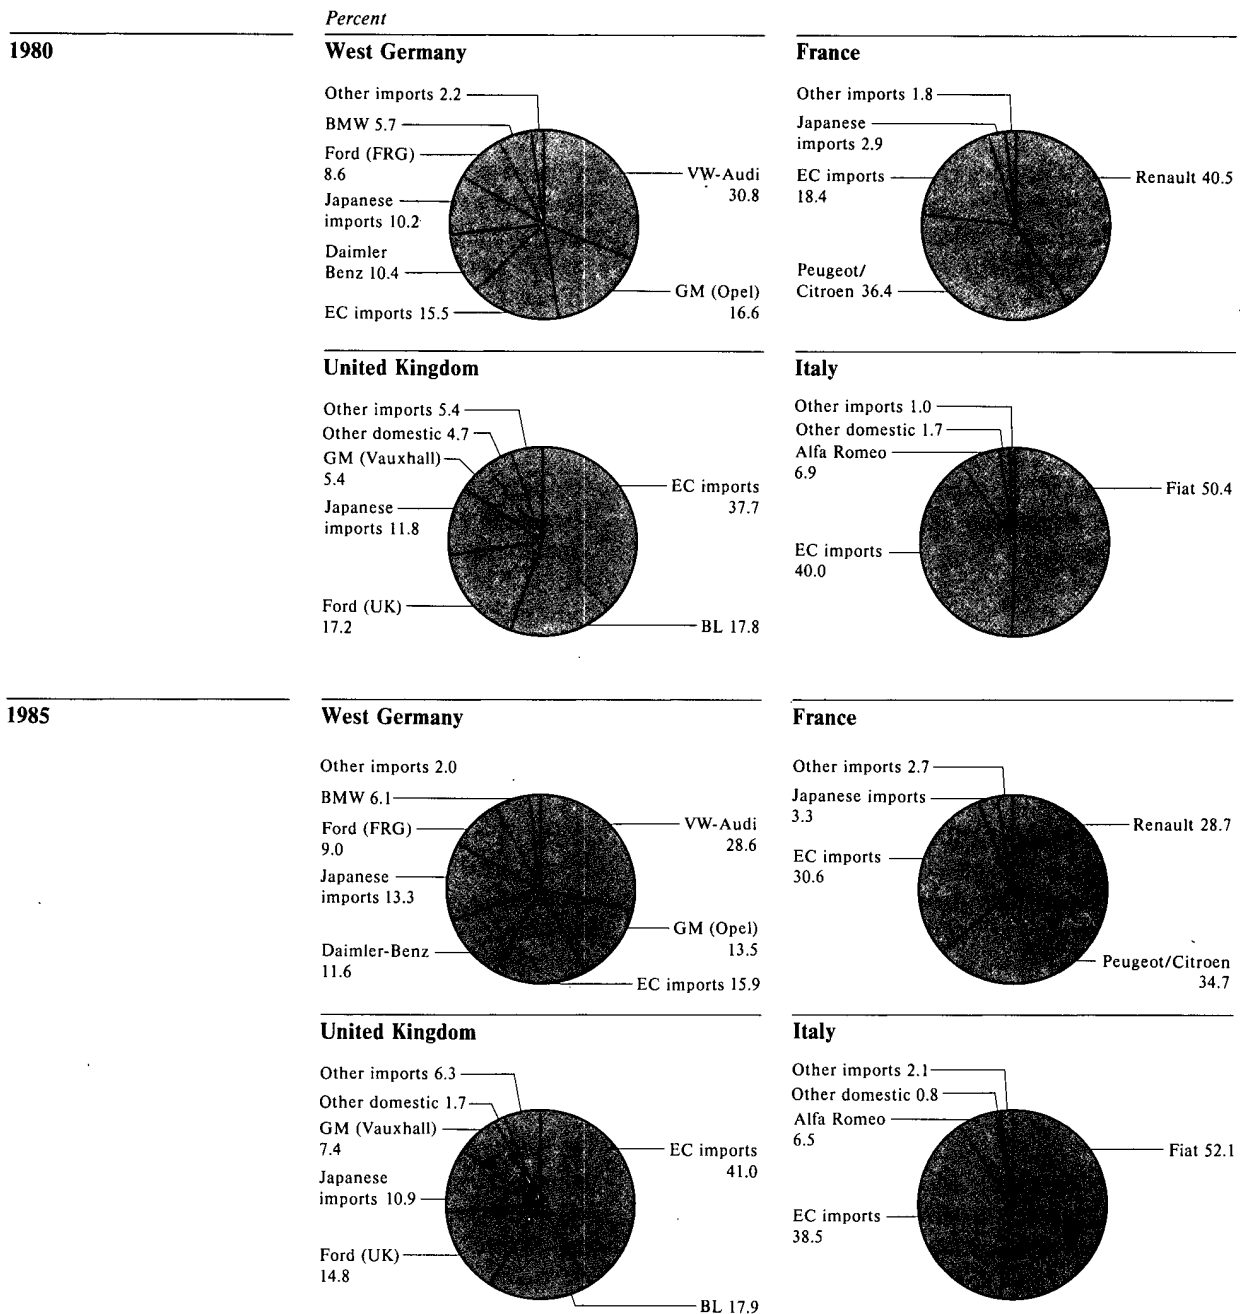 Percent
1980
West Germany
Other imports 2.2
BMW 5.7
Ford (FRG)
8.6
Japanese
imports 10.2
Daimler
Benz 10.4
EC imports 15.5
VW-Audi
30.8
GM (Opel)
16.6
France
Other imports 1.8
Japanese
imports 2.9
EC imports
18.4
Peugeot/
Citroen 36.4
Renault 40.5
United Kingdom
Other imports 5.4
Other domestic 4.7
GM (Vauxhall)
5.4
Japanese
imports 11.8
Ford (UK)
17.2
EC imports
37.7
BL 17.8
Italy
Other imports 1.0
Other domestic 1.7
Alfa Romeo
6.9
EC imports
40.0
Fiat 50.4
1985
West Germany
Other imports 2.0
BMW 6.1
Ford (FRG)
9.0
Japanese
imports 13.3
Daimler-Benz
11.6
VW-Audi
28.6
GM (Opel)
13.5
EC imports 15.9
France
Other imports 2.7
Japanese imports
3.3
EC imports
30.6
Renault 28.7
Peugeot/Citroen
34.7
United Kingdom
Other imports 6.3
Other domestic 1.7
GM (Vauxhall)
7.4
Japanese
imports 10.9
Ford (UK)
14.8
EC imports
41.0
BL 17.9
Italy
Other imports 2.1
Other domestic 0.8
Alfa Romeo
6.5
EC imports
38.5
Fiat 52.1